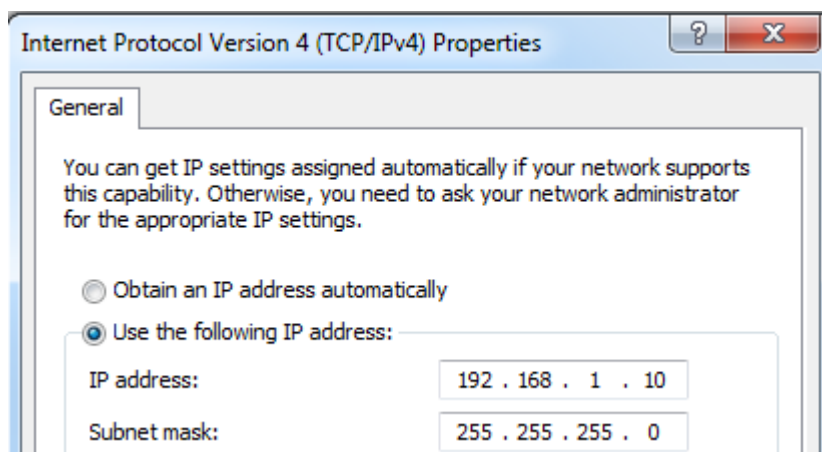 Internet Protocol Version 4 (TCP/IPv4) Properties
General
You can get IP settings assigned automatically if your network supports
this capability. Otherwise, you need to ask your network administrator
for the appropriate IP settings.
Obtain an IP address automatically
Use the following IP address:
IP address: 192 . 168 . 1 . 10
Subnet mask: 255 . 255 . 255 . 0